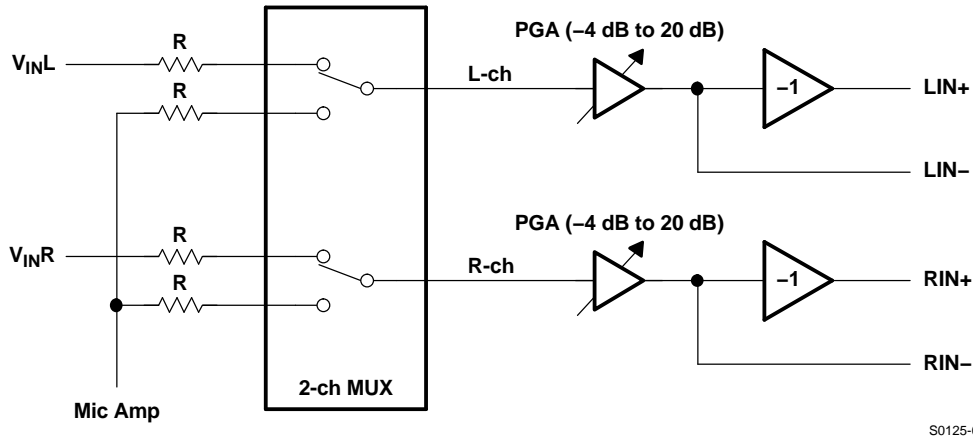 PGA (−4 dB to 20 dB)
R
VINL
L-ch
−1
LIN+
R
LIN−
PGA (−4 dB to 20 dB)
R
VINR
R-ch
−1
RIN+
R
RIN−
2-ch MUX
Mic Amp